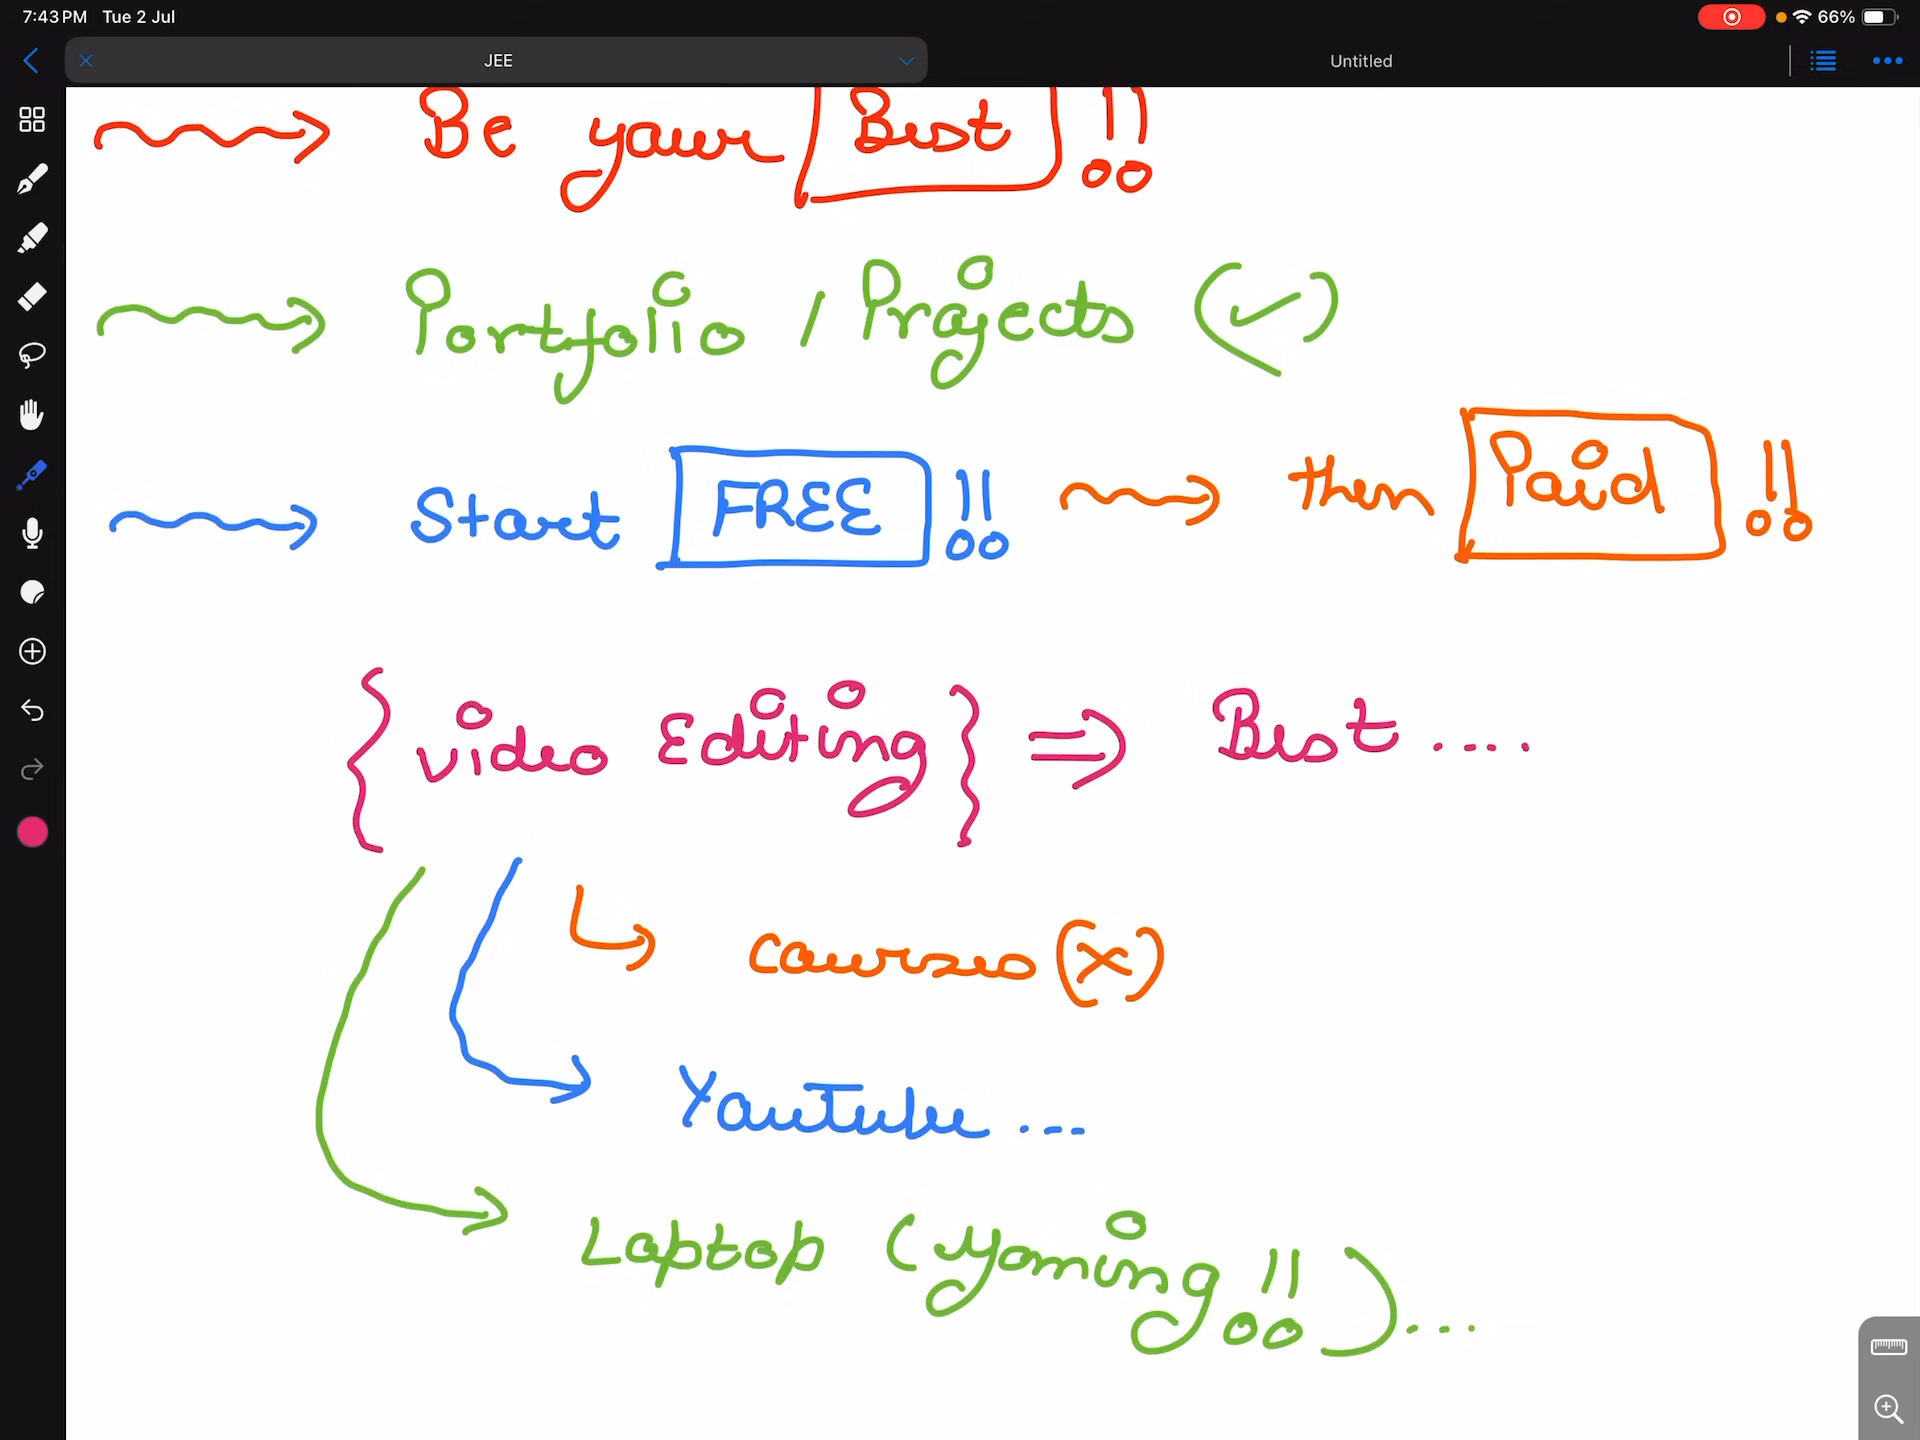 7:43 PM Tue 2 Jul 66%
JEE Untitled
Be your Best !!
Portfolio / Projects (✓)
Start FREE !! then Paid !!
{ Video Editing } ⇒ Best ....
Courses (x)
YouTube ...
Laptop (Gaming !!) ...